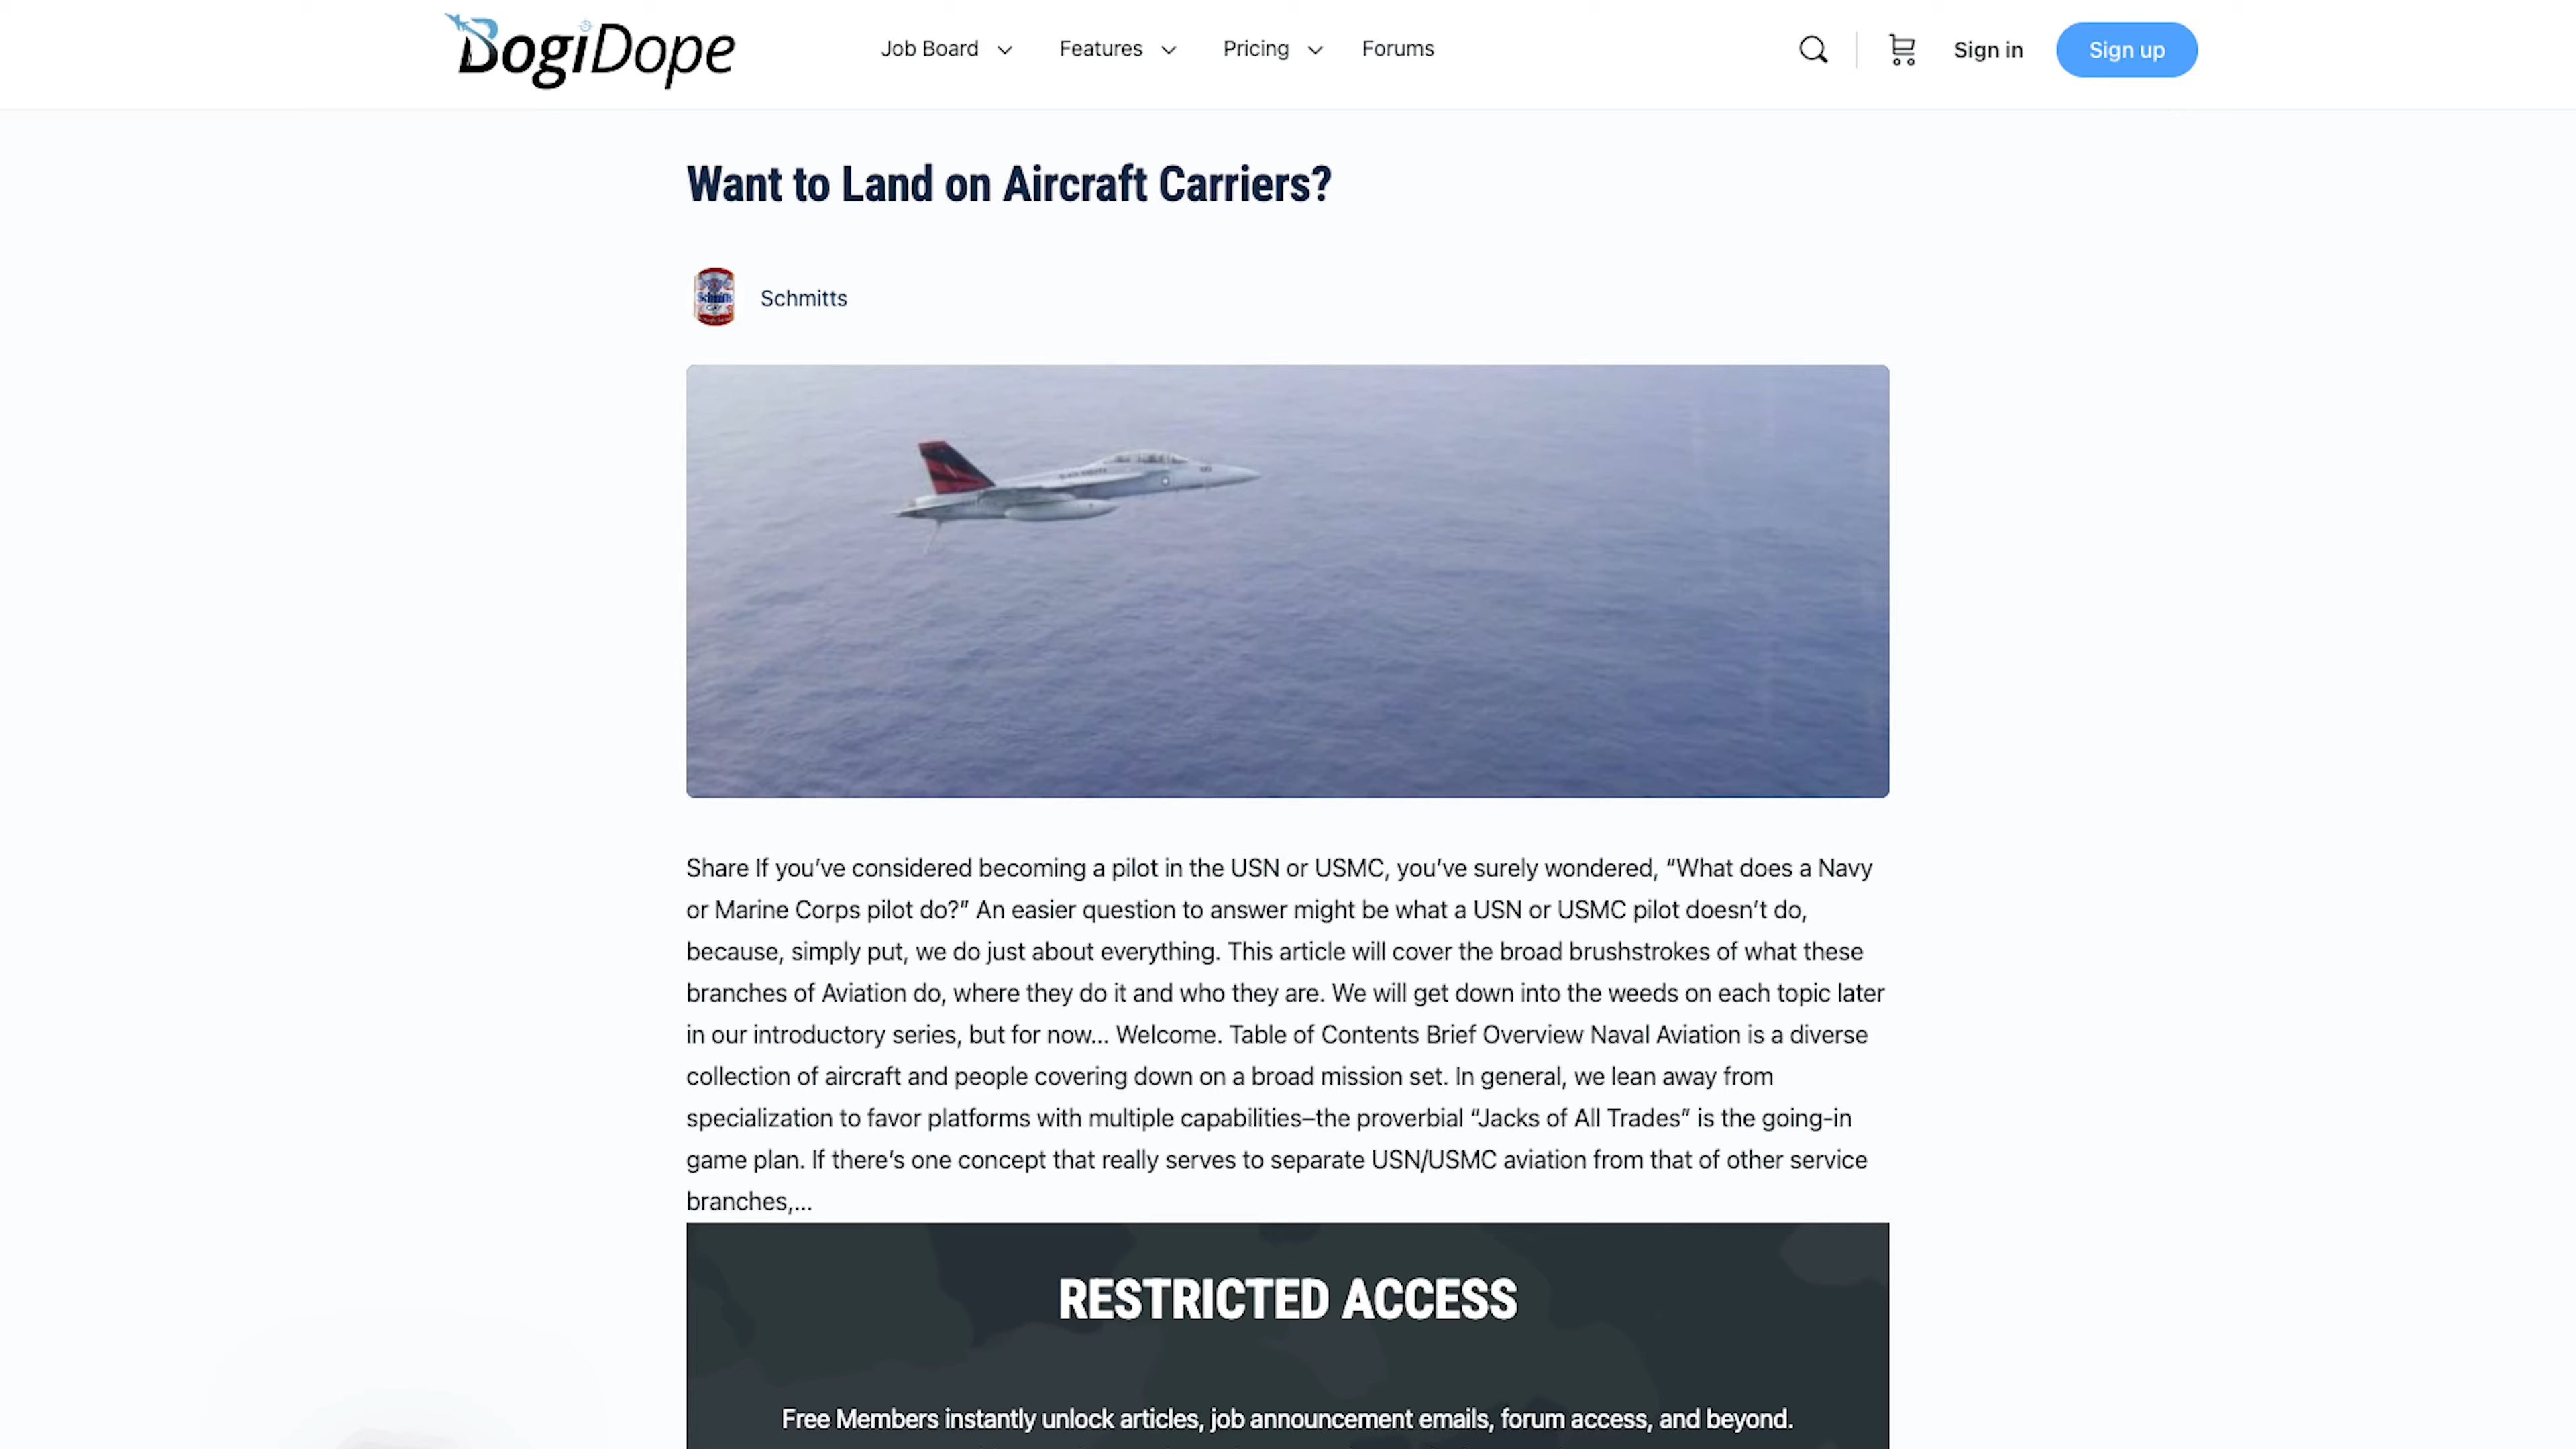 BogiDope
Job Board
Features
Pricing
Forums
Sign in
Sign up
Want to Land on Aircraft Carriers?
Schmitts
Share If you’ve considered becoming a pilot in the USN or USMC, you’ve surely wondered, “What does a Navy
or Marine Corps pilot do?” An easier question to answer might be what a USN or USMC pilot doesn’t do,
because, simply put, we do just about everything. This article will cover the broad brushstrokes of what these
branches of Aviation do, where they do it and who they are. We will get down into the weeds on each topic later
in our introductory series, but for now... Welcome. Table of Contents Brief Overview Naval Aviation is a diverse
collection of aircraft and people covering down on a broad mission set. In general, we lean away from
specialization to favor platforms with multiple capabilities–the proverbial “Jacks of All Trades” is the going-in
game plan. If there’s one concept that really serves to separate USN/USMC aviation from that of other service
branches,...
RESTRICTED ACCESS
Free Members instantly unlock articles, job announcement emails, forum access, and beyond.